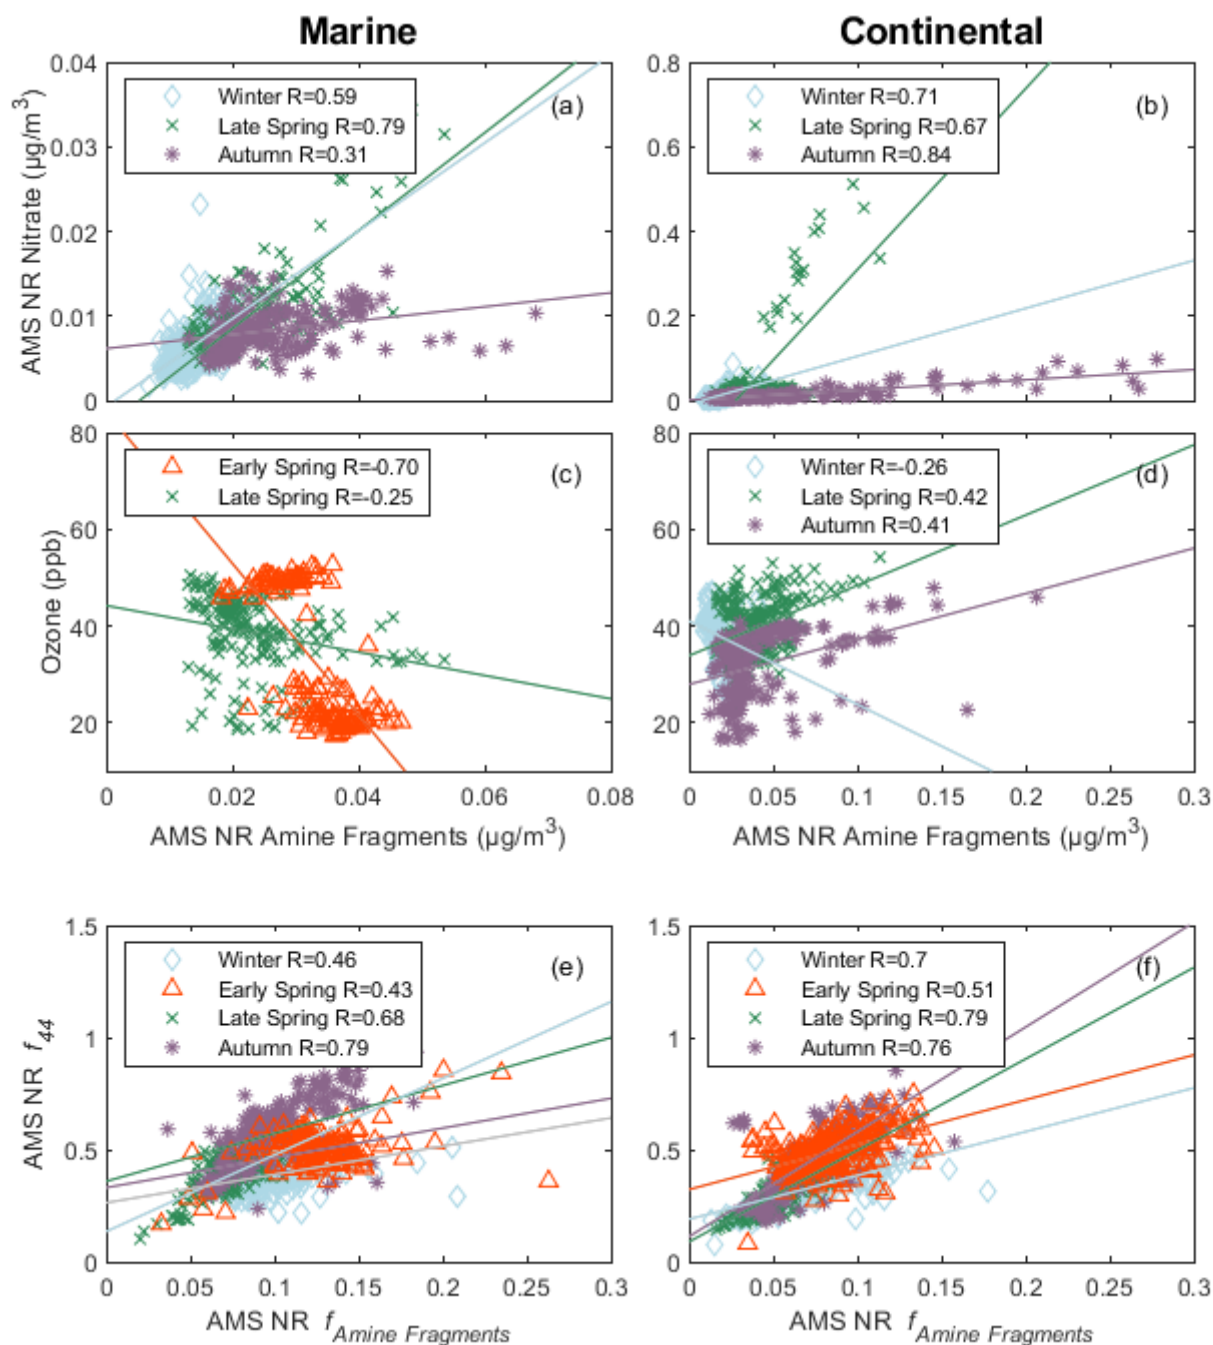 Marine
Continental
AMS NR Nitrate (µg/m³)
0.04
0.03
0.02
0.01
0
Winter R=0.59
Late Spring R=0.79
Autumn R=0.31
(a)
0.8
0.6
0.4
0.2
0
Winter R=0.71
Late Spring R=0.67
Autumn R=0.84
(b)
Ozone (ppb)
80
60
40
20
Early Spring R=-0.70
Late Spring R=-0.25
(c)
0 0.02 0.04 0.06 0.08
AMS NR Amine Fragments (µg/m³)
80
60
40
20
Winter R=-0.26
Late Spring R=0.42
Autumn R=0.41
(d)
0 0.05 0.1 0.15 0.2 0.25 0.3
AMS NR Amine Fragments (µg/m³)
AMS NR f44
1.5
1
0.5
0
Winter R=0.46
Early Spring R=0.43
Late Spring R=0.68
Autumn R=0.79
(e)
0 0.05 0.1 0.15 0.2 0.25 0.3
AMS NR fAmine Fragments
1.5
1
0.5
0
Winter R=0.7
Early Spring R=0.51
Late Spring R=0.79
Autumn R=0.76
(f)
0 0.05 0.1 0.15 0.2 0.25 0.3
AMS NR fAmine Fragments